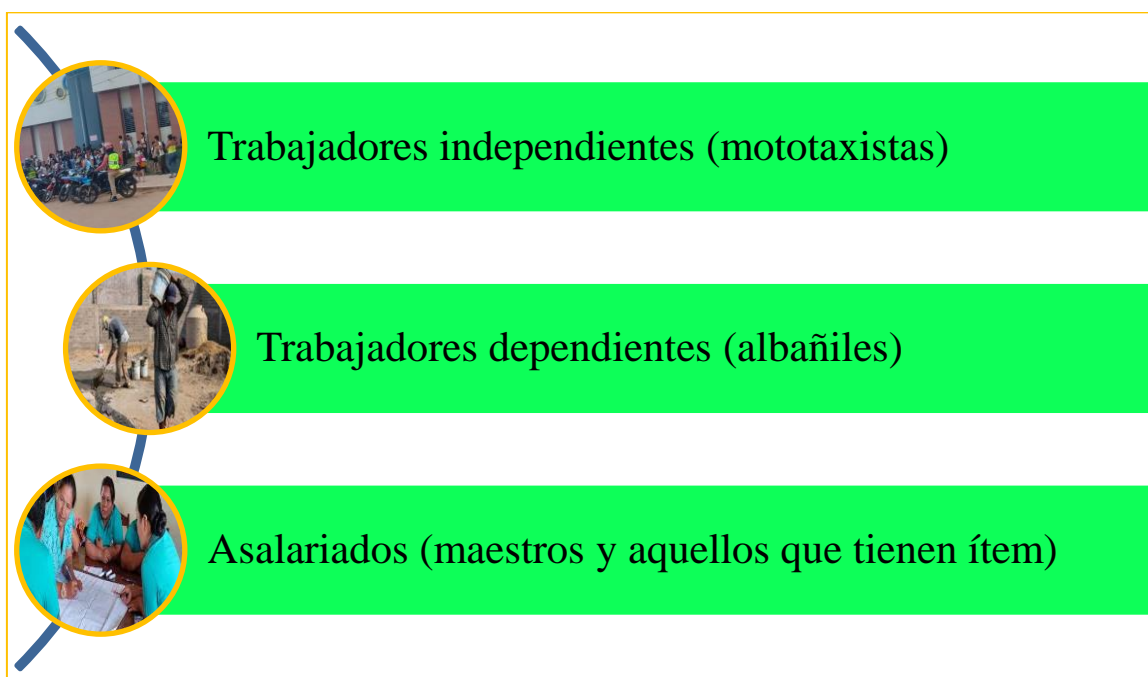 Trabajadores independientes (mototaxistas)
Trabajadores dependientes (albañiles)
Asalariados (maestros y aquellos que tienen ítem)